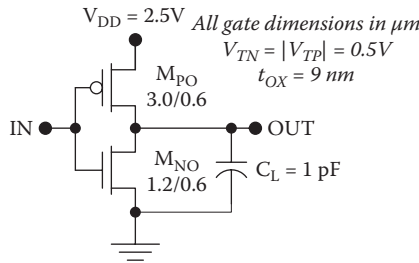 V_DD = 2.5V
All gate dimensions in μm
V_TN = |V_TP| = 0.5V
t_OX = 9 nm
M_PO
3.0/0.6
IN
OUT
M_NO
1.2/0.6
C_L = 1 pF